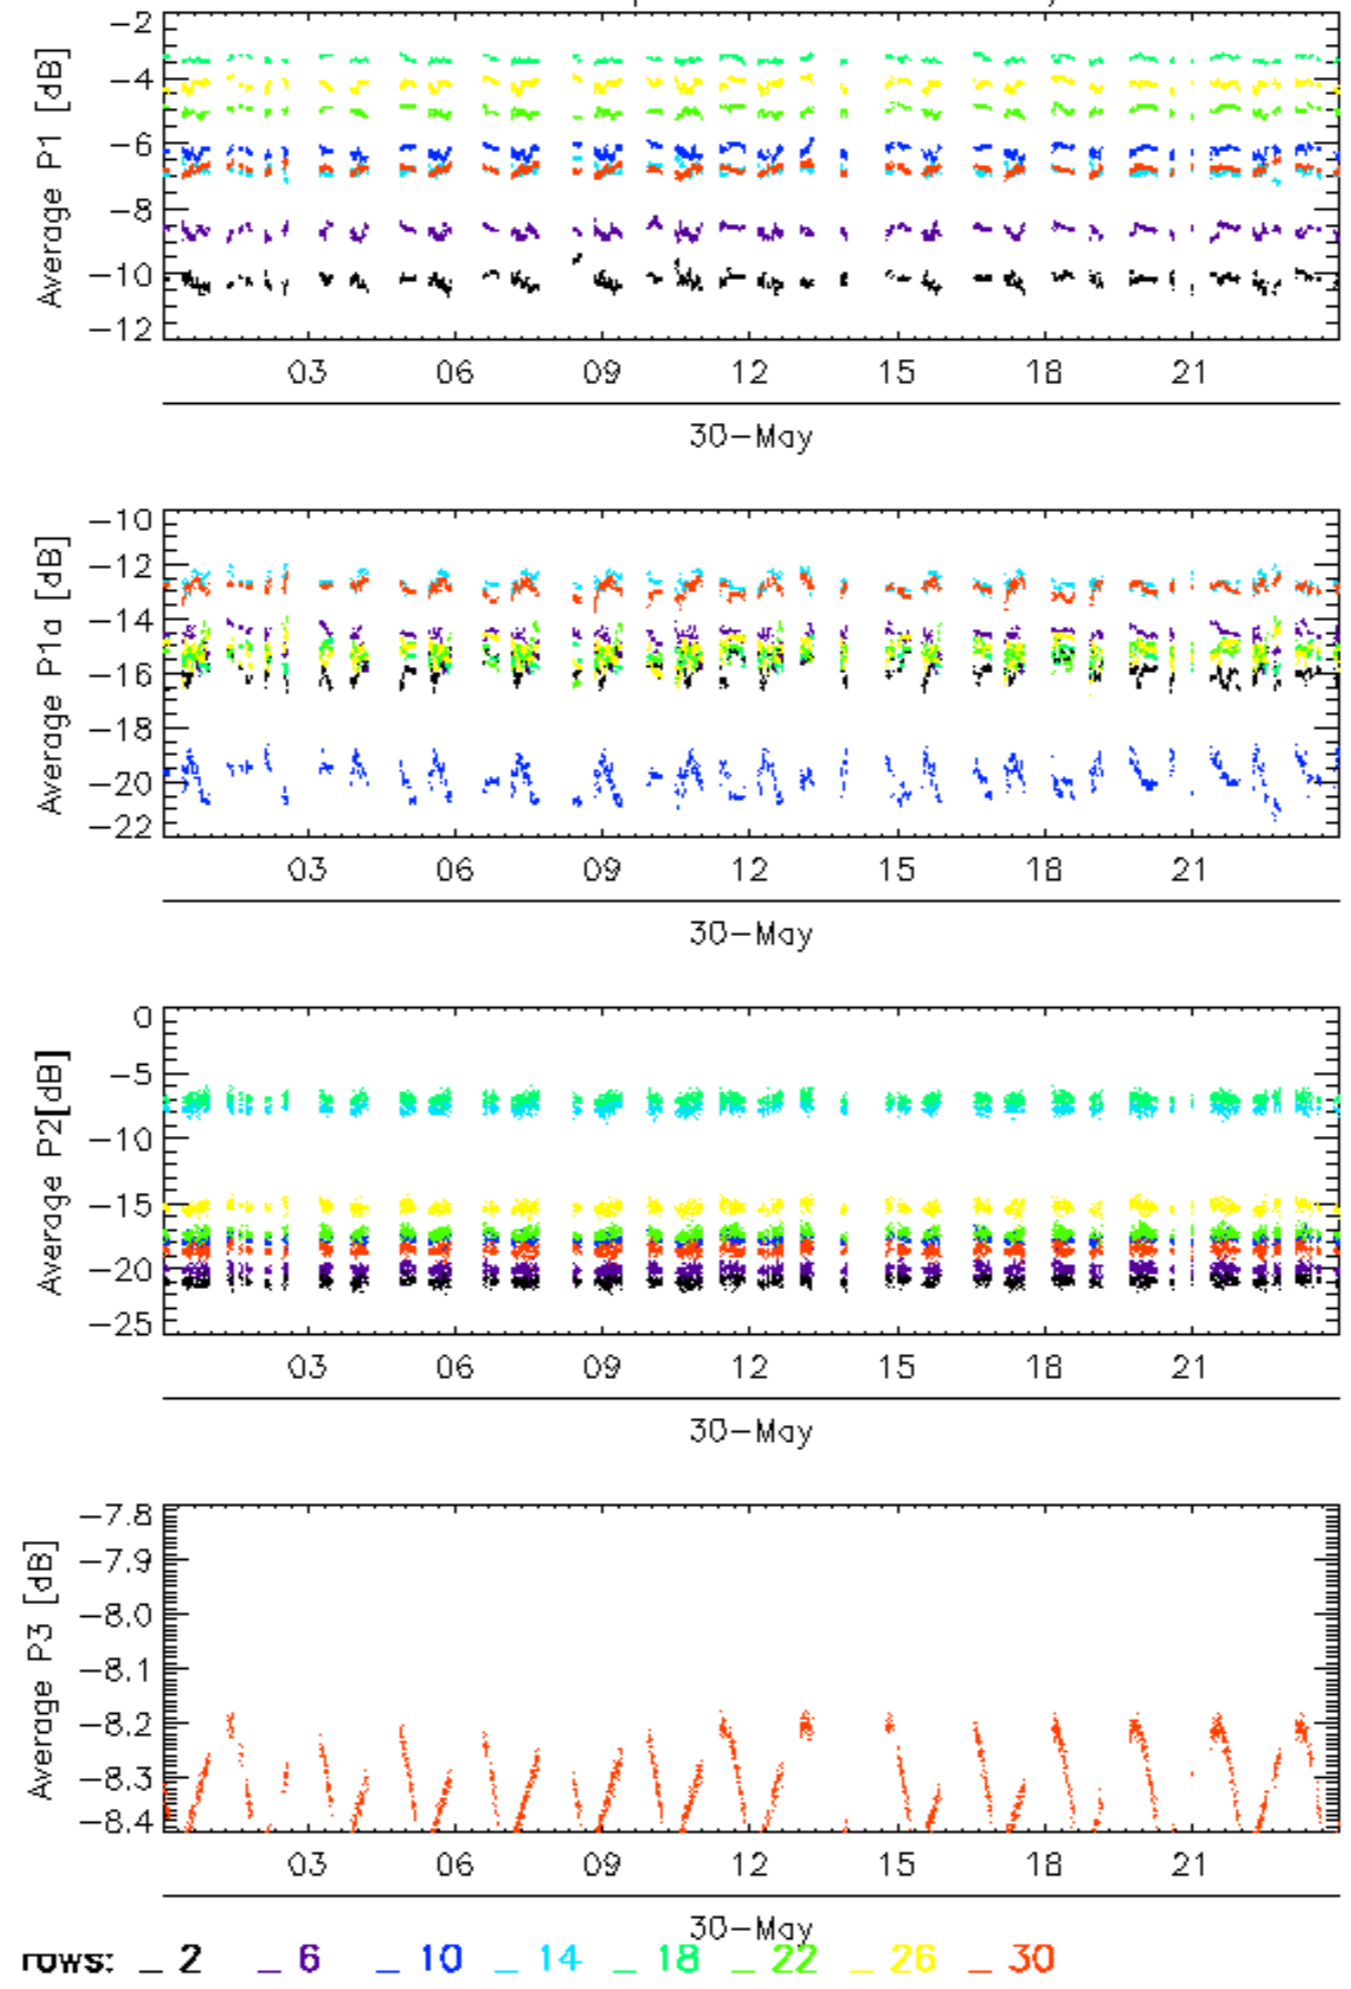 -2
-4
-6
-8
-10
-12
Average P1 [dB]
03 06 09 12 15 18 21
30-May
-10
-12
-14
-16
-18
-20
-22
Average P1a [dB]
03 06 09 12 15 18 21
30-May
0
-5
-10
-15
-20
-25
Average P2[dB]
03 06 09 12 15 18 21
30-May
-7.8
-7.9
-8.0
-8.1
-8.2
-8.3
-8.4
Average P3 [dB]
03 06 09 12 15 18 21
30-May
rows: _ 2 _ 6 _ 10 _ 14 _ 18 _ 22 _ 26 _ 30